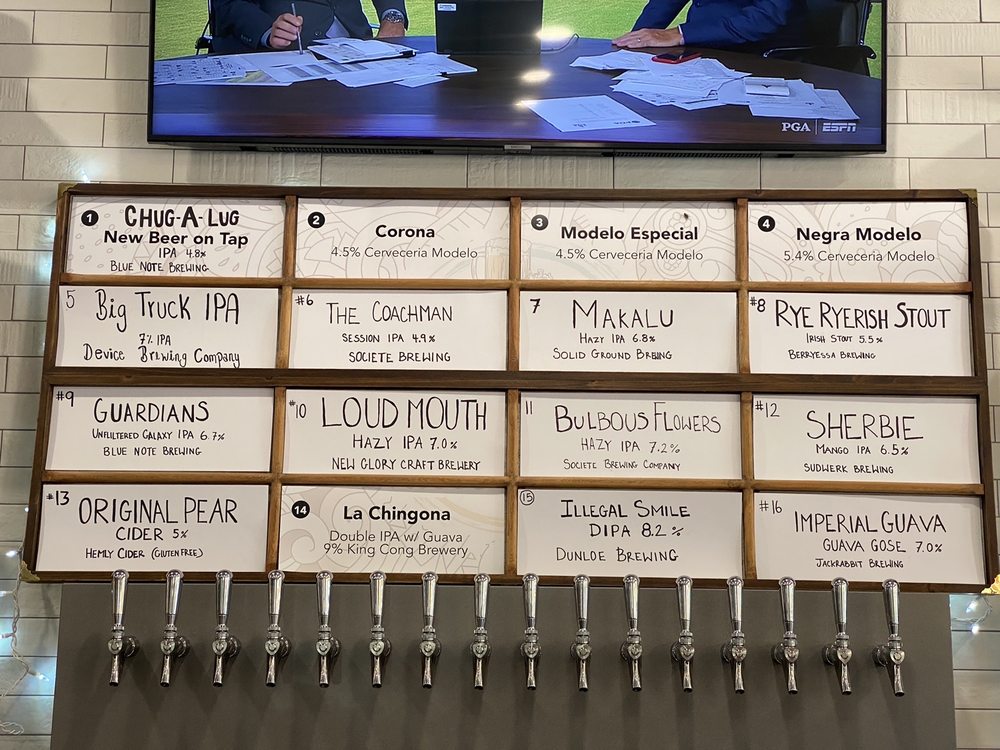 PGA | ESPN
1 CHUG-A-LUG
New Beer on Tap
IPA 4.8%
BLUE NOTE BREWING
2 Corona
4.5% Cerveceria Modelo
3 Modelo Especial
4.5% Cerveceria Modelo
4 Negra Modelo
5.4% Cerveceria Modelo
5 Big Truck IPA
7% IPA
Device Brewing Company
#6 THE COACHMAN
SESSION IPA 4.9%
SOCIETE BREWING
7 MAKALU
HAZY IPA 6.8%
SOLID GROUND BREING
#8 RYE RYERISH STOUT
IRISH STOUT 5.5%
BERRYESSA BREWING
#9 GUARDIANS
UNFILTERED GALAXY IPA 6.7%
BLUE NOTE BREWING
#10 LOUD MOUTH
HAZY IPA 7.0%
NEW GLORY CRAFT BREWERY
11 BULBOUS FLOWERS
HAZY IPA 7.2%
SOCIETE BREWING COMPANY
#12 SHERBIE
MANGO IPA 6.5%
SUDWERK BREWING
#13 ORIGINAL PEAR
CIDER 5%
HEMLY CIDER (GLUTEN FREE)
14 La Chingona
Double IPA w/ Guava
9% King Cong Brewery
15 ILLEGAL SMILE
DIPA 8.2%
DUNLOE BREWING
#16 IMPERIAL GUAVA
GUAVA GOSE 7.0%
JACKRABBIT BREWING